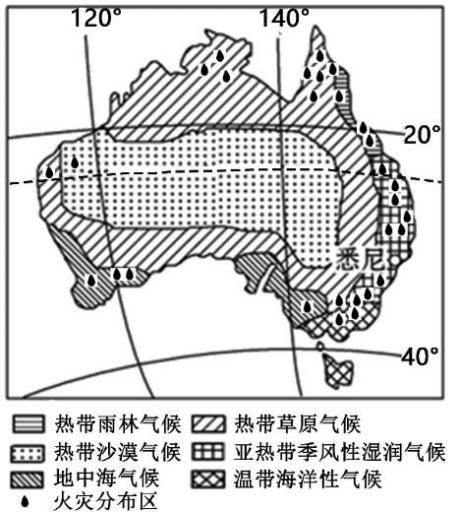 120° 140°
20°
悉尼
40°
热带雨林气候 热带草原气候
热带沙漠气候 亚热带季风性湿润气候
地中海气候 温带海洋性气候
火灾分布区